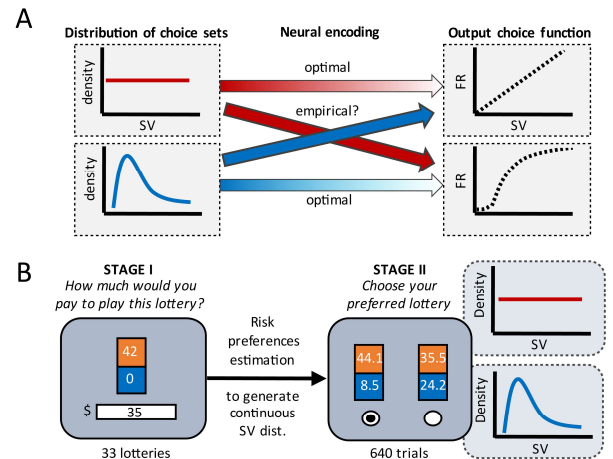 A
Distribution of choice sets
Neural encoding
Output choice function
density
SV
optimal
FR
SV
empirical?
density
optimal
FR
B
STAGE I
How much would you
pay to play this lottery?
42
0
$
35
33 lotteries
Risk
preferences
estimation
to generate
continuous
SV dist.
STAGE II
Choose your
preferred lottery
44.1
8.5
35.5
24.2
640 trials
Density
SV
Density
SV